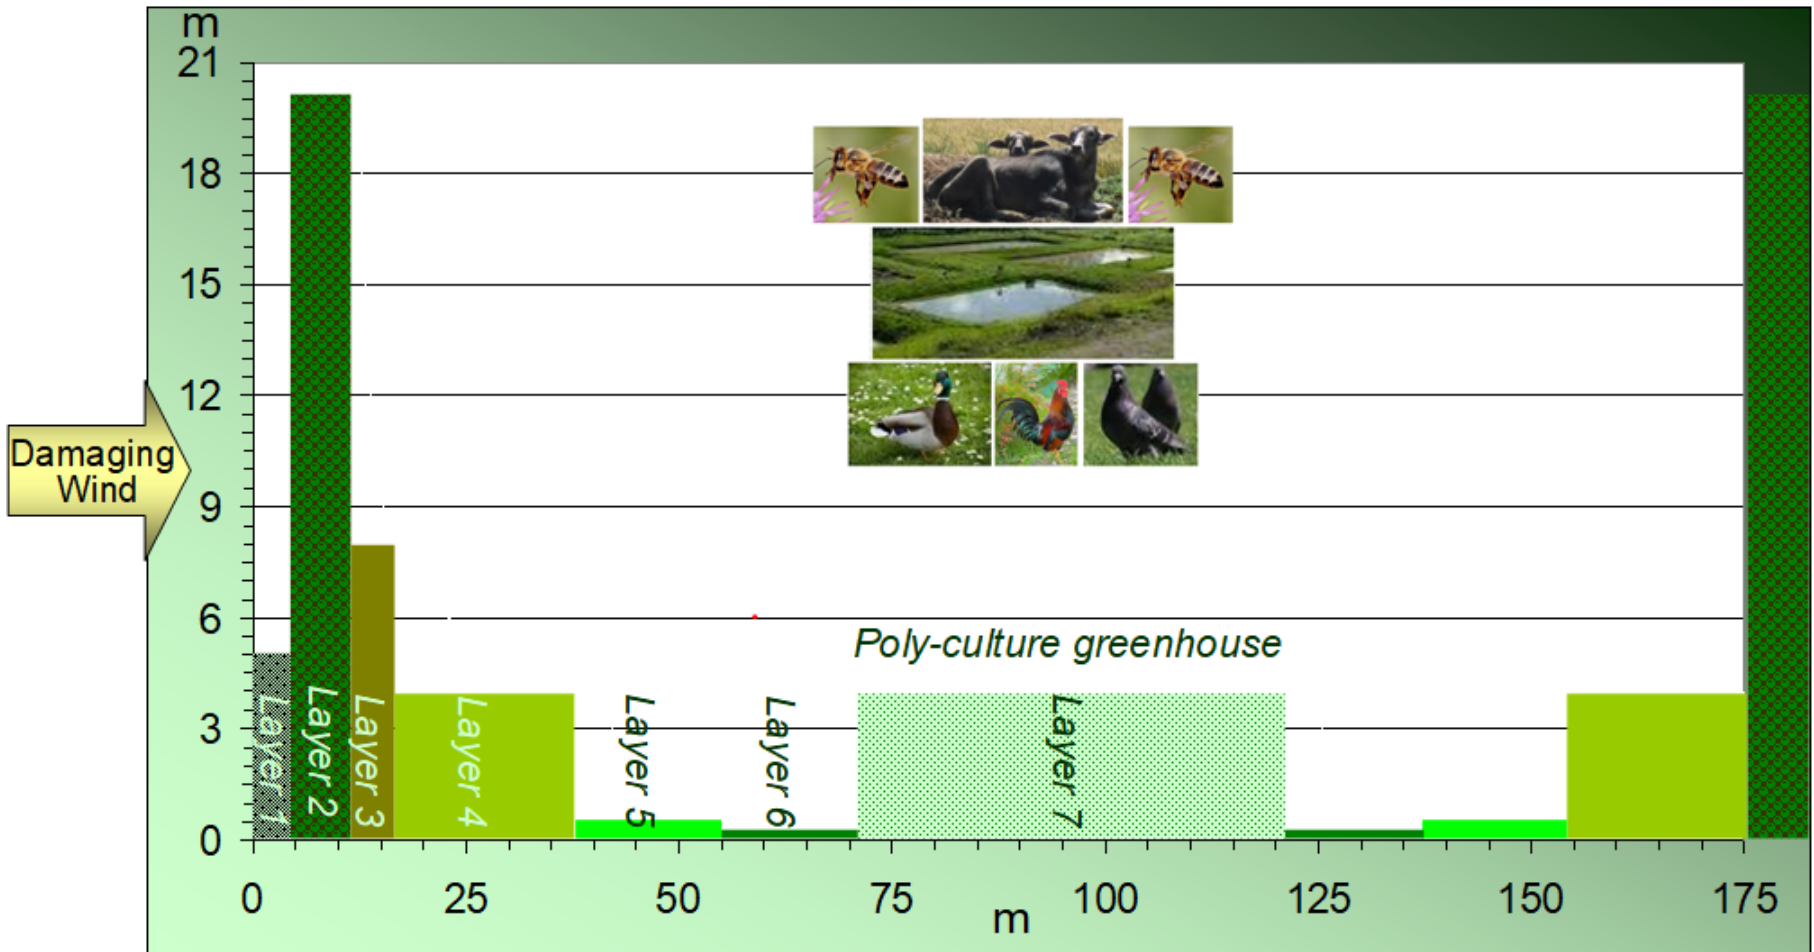 m
21
18
15
12
9
6
3
0
Damaging
Wind
Poly-culture greenhouse
Layer 1
Layer 2
Layer 3
Layer 4
Layer 5
Layer 6
Layer 7
0 25 50 75 100 125 150 175
m